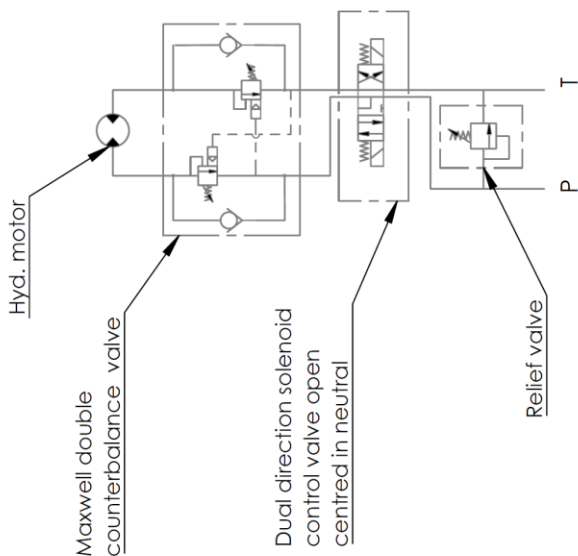 Hyd. motor
Maxwell double
counterbalance valve
Dual direction solenoid
control valve open
centred in neutral
Relief valve
P
T